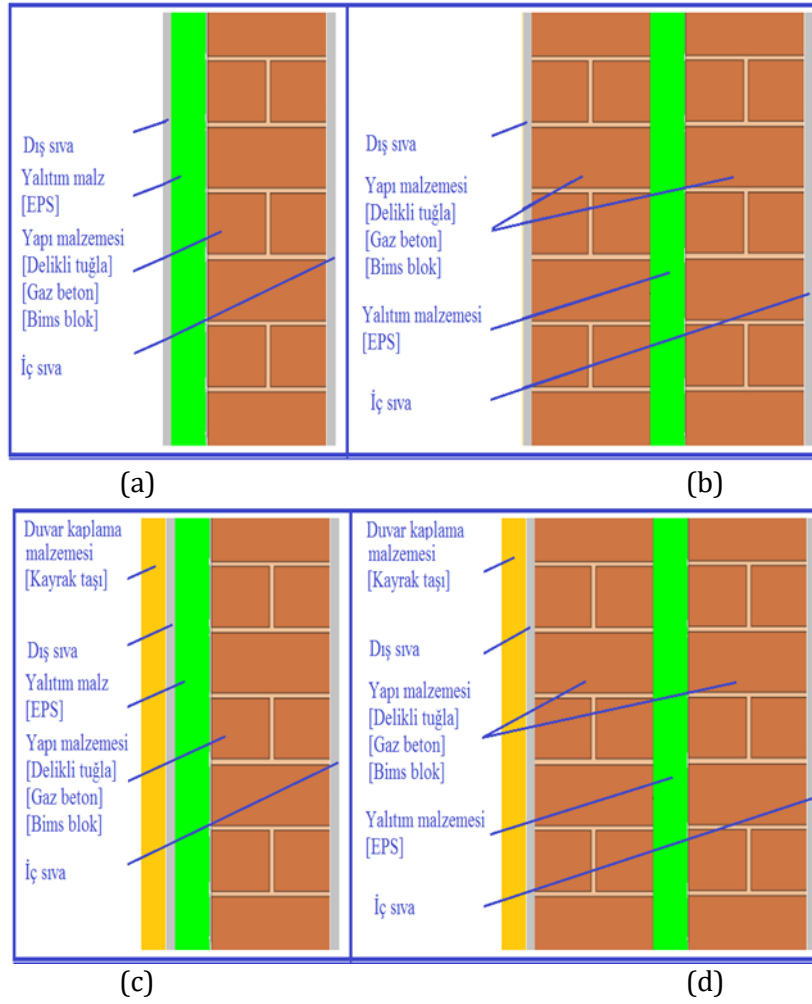 Dış sıva
Yalıtım malz
[EPS]
Yapı malzemesi
[Delikli tuğla]
[Gaz beton]
[Bims blok]
İç sıva
Dış sıva
Yapı malzemesi
[Delikli tuğla]
[Gaz beton]
[Bims blok]
Yalıtım malzemesi
[EPS]
İç sıva
(a)
(b)
Duvar kaplama
malzemesi
[Kayrak taşı]
Dış sıva
Yalıtım malz
[EPS]
Yapı malzemesi
[Delikli tuğla]
[Gaz beton]
[Bims blok]
İç sıva
Duvar kaplama
malzemesi
[Kayrak taşı]
Dış sıva
Yapı malzemesi
[Delikli tuğla]
[Gaz beton]
[Bims blok]
Yalıtım malzemesi
[EPS]
İç sıva
(c)
(d)